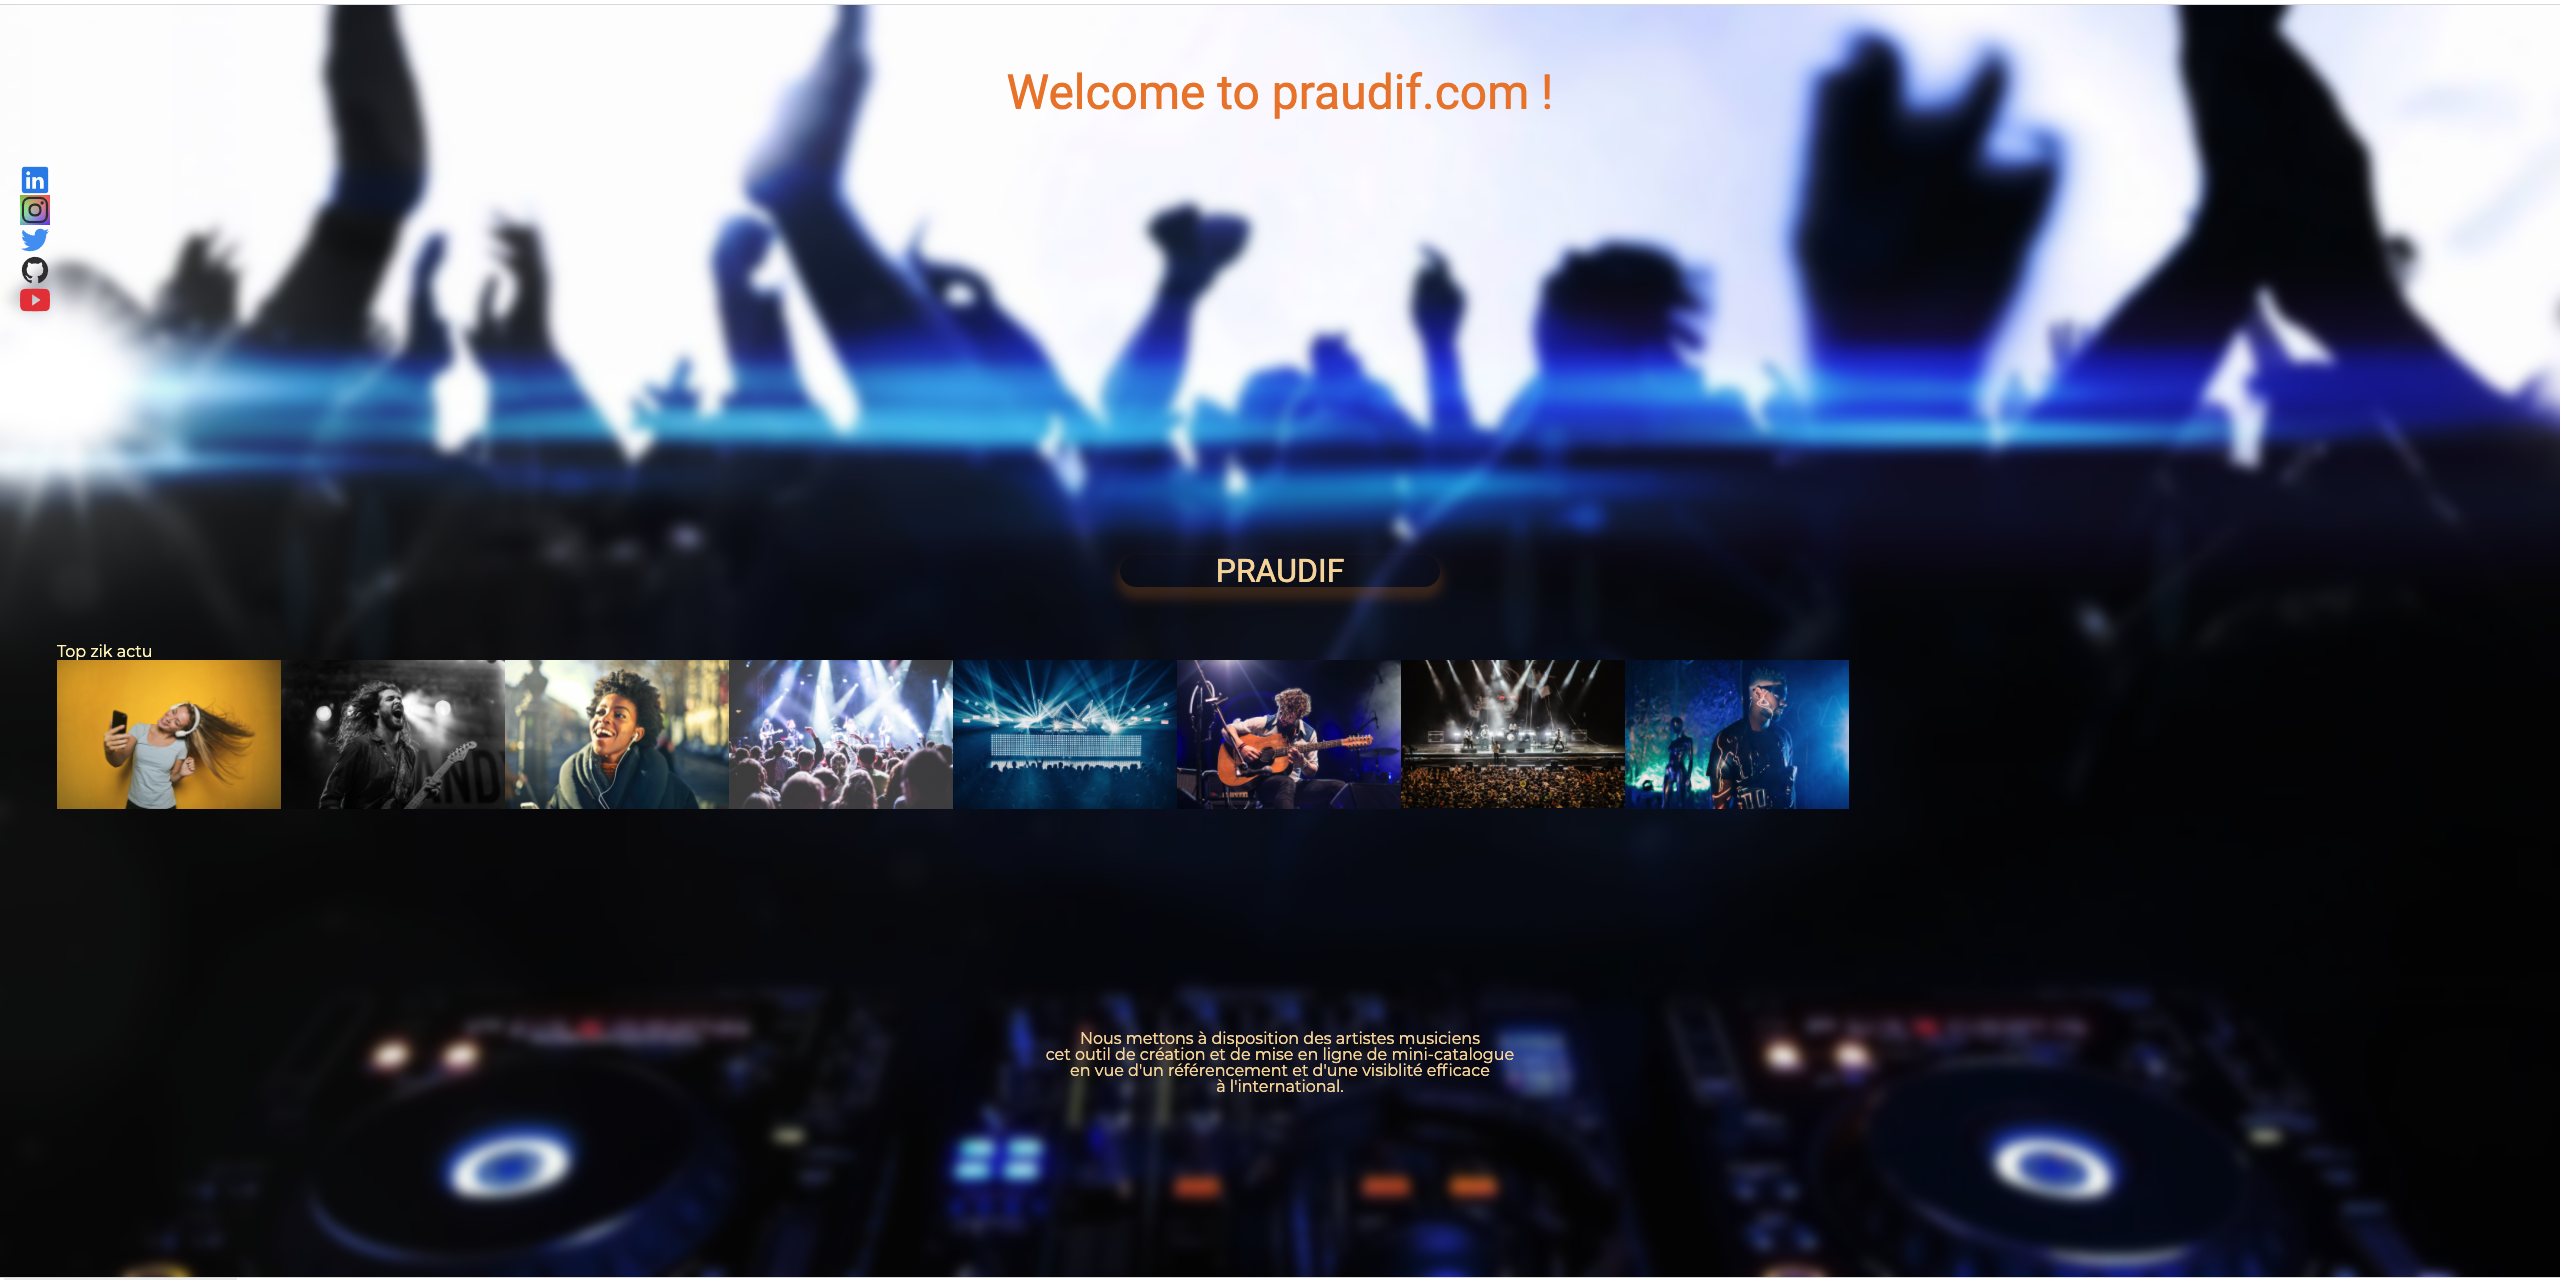 Welcome to praudif.com !
in
PRAUDIF
Top zik actu
Nous mettons à disposition des artistes musiciens
cet outil de création et de mise en ligne de mini-catalogue
en vue d'un référencement et d'une visiblité efficace
à l'international.